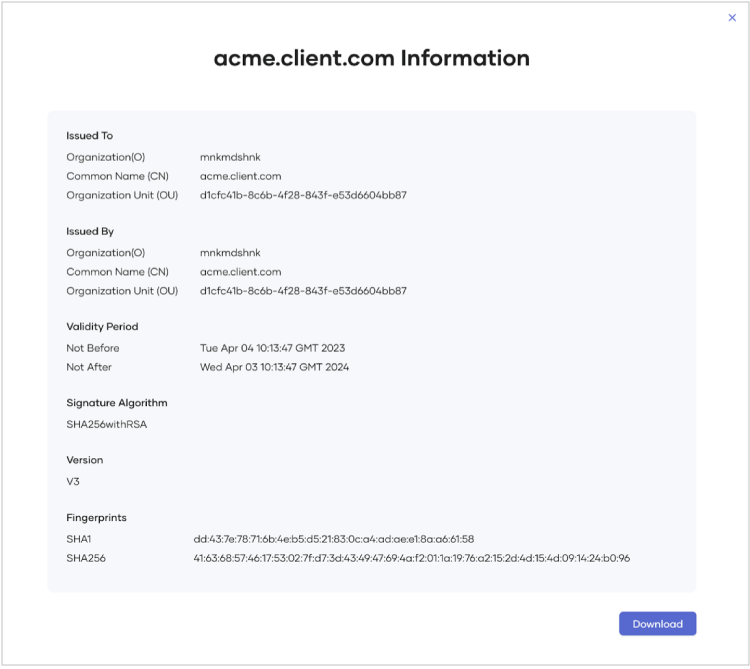 acme.client.com Information
Issued To
Organization(O) mnkmdshnk
Common Name (CN) acme.client.com
Organization Unit (OU) d1cfc41b-8c6b-4f28-843f-e53d6604bb87
Issued By
Organization(O) mnkmdshnk
Common Name (CN) acme.client.com
Organization Unit (OU) d1cfc41b-8c6b-4f28-843f-e53d6604bb87
Validity Period
Not Before Tue Apr 04 10:13:47 GMT 2023
Not After Wed Apr 03 10:13:47 GMT 2024
Signature Algorithm
SHA256withRSA
Version
V3
Fingerprints
SHA1 dd:43:7e:78:71:6b:4e:b5:d5:21:83:0c:a4:ad:ae:e1:8a:a6:61:58
SHA256 41:63:68:57:46:17:53:02:7f:d7:3d:43:49:47:69:4a:f2:01:1a:19:76:a2:15:2d:4d:15:4d:09:14:24:b0:96
Download